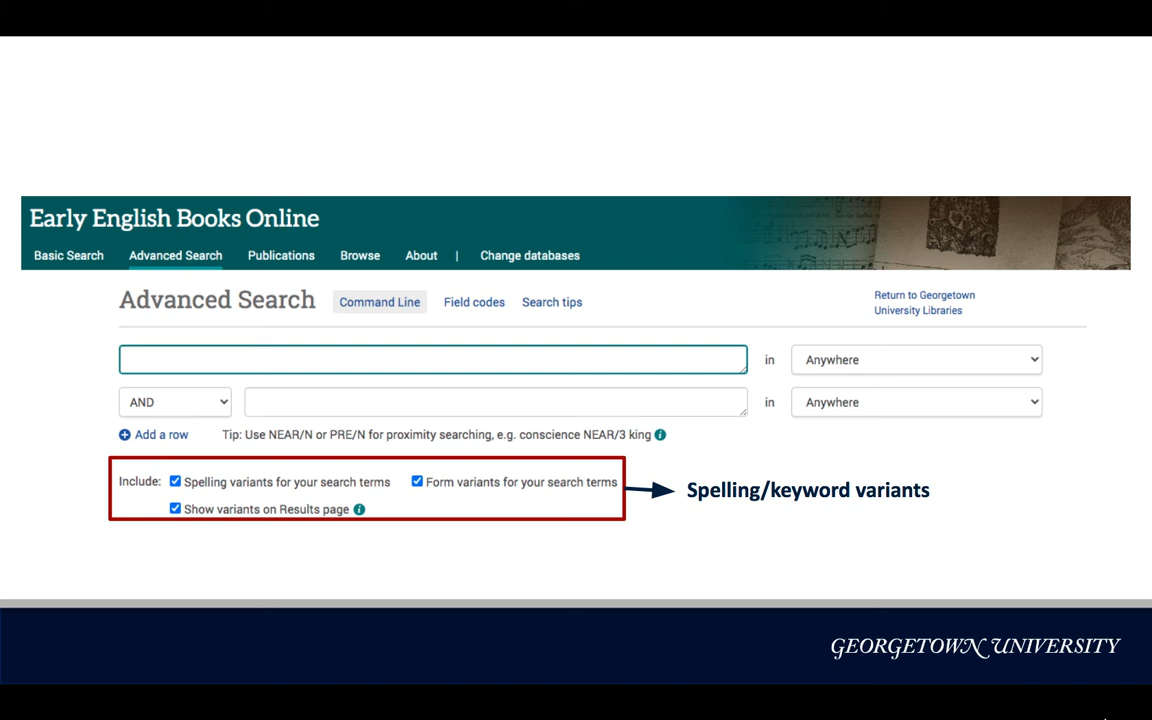 Early English Books Online
Basic Search Advanced Search Publications Browse About | Change databases
Advanced Search Command Line Field codes Search tips
Return to Georgetown
University Libraries
in Anywhere
AND in Anywhere
Add a row Tip: Use NEAR/N or PRE/N for proximity searching, e.g. conscience NEAR/3 king i
Include: Spelling variants for your search terms Form variants for your search terms
Show variants on Results page i
Spelling/keyword variants
GEORGETOWN UNIVERSITY